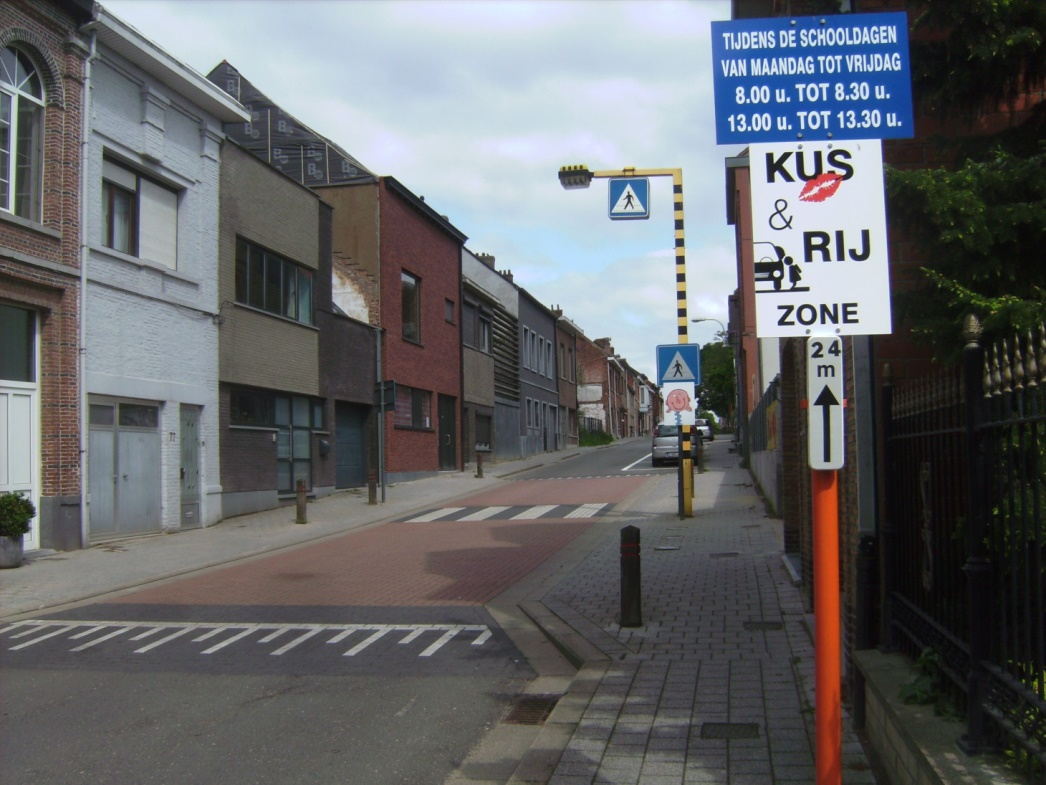 TIJDENS DE SCHOOLDAGEN
VAN MAANDAG TOT VRIJDAG
8.00 u. TOT 8.30 u.
13.00 u. TOT 13.30 u.
KUS
&
RIJ
ZONE
24
m
77